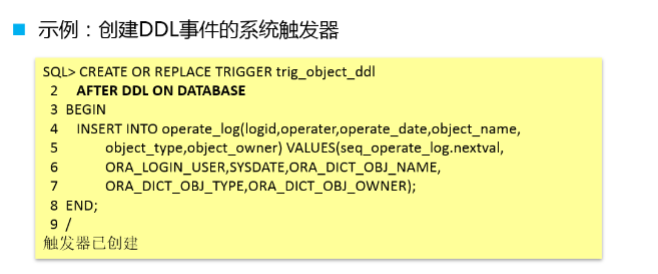 示例：创建DDL事件的系统触发器
SQL> CREATE OR REPLACE TRIGGER trig_object_ddl
2 AFTER DDL ON DATABASE
3 BEGIN
4 INSERT INTO operate_log(logid,operater,operate_date,object_name,
5 object_type,object_owner) VALUES(seq_operate_log.nextval,
6 ORA_LOGIN_USER,SYSDATE,ORA_DICT_OBJ_NAME,
7 ORA_DICT_OBJ_TYPE,ORA_DICT_OBJ_OWNER);
8 END;
9 /
触发器已创建